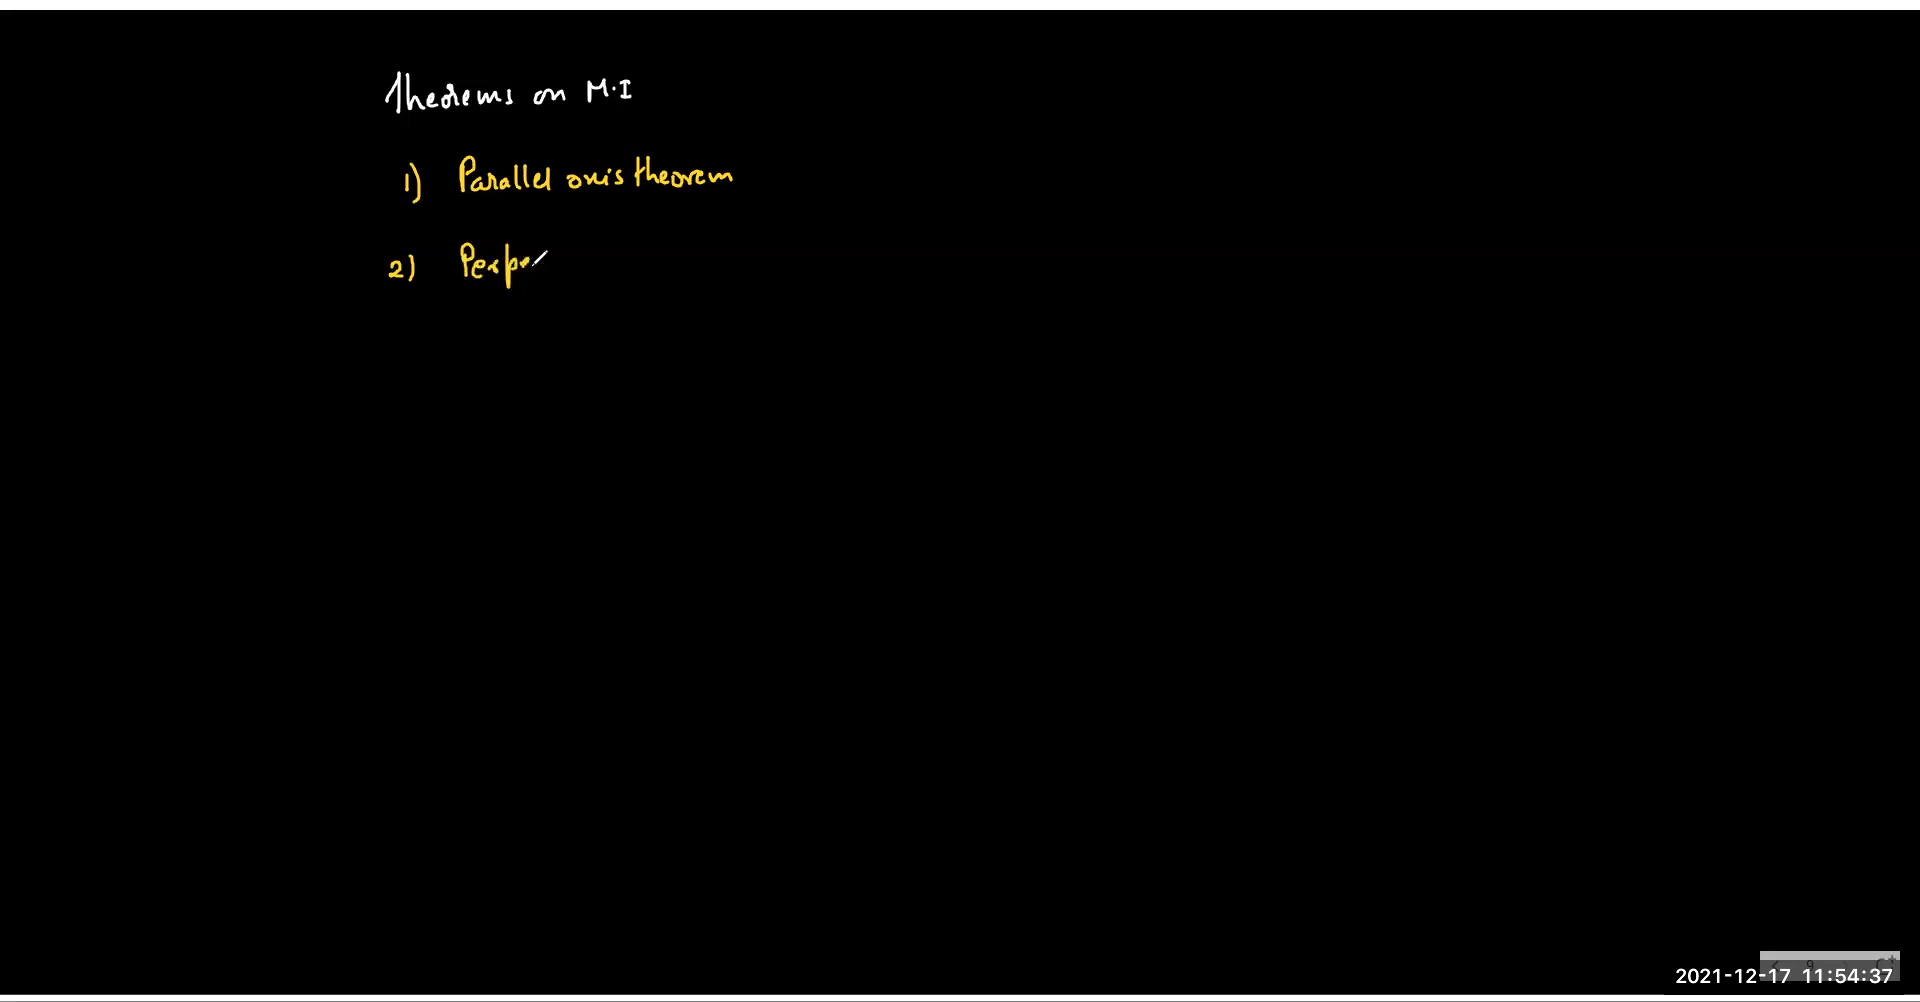 Theorems on M.I
1) Parallel axis theorem
2) Perpe
2021-12-17 11:54:37